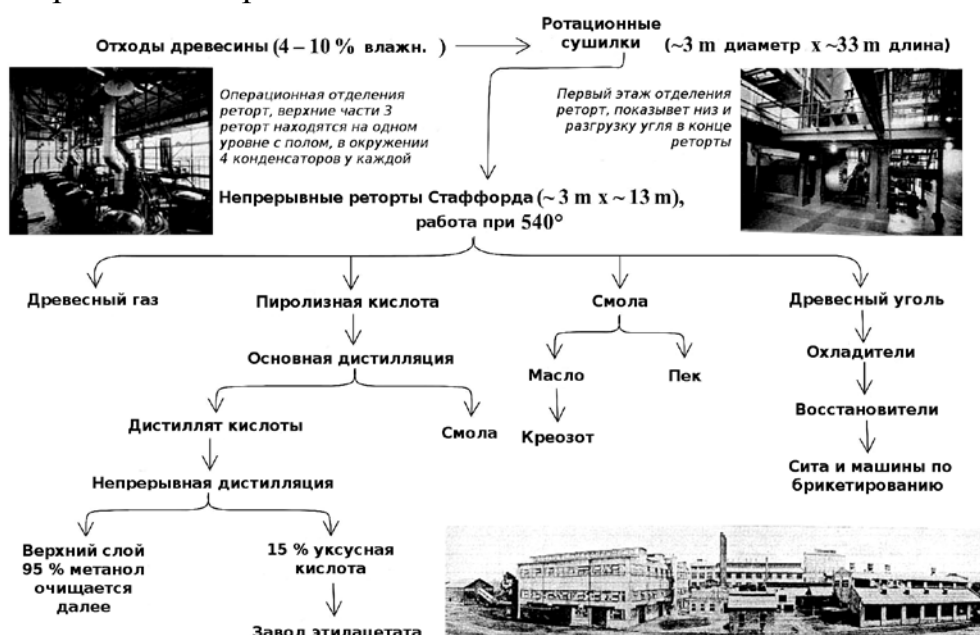 Отходы древесины (4 – 10 % влажн. )
Ротационные
сушилки
(~3 m диаметр x ~33 m длина)
Операционная отделения
реторт, верхние части 3
реторт находятся на одном
уровне с полом, в окружении
4 конденсаторов у каждой
Первый этаж отделения
реторт, показывет низ и
разгрузку угля в конце
реторты
Непрерывные реторты Стаффорда (~ 3 m x ~ 13 m),
работа при 540°
Древесный газ
Пиролизная кислота
Смола
Древесный уголь
Основная дистилляция
Масло
Пек
Охладители
Дистиллят кислоты
Смола
Креозот
Восстановители
Непрерывная дистилляция
Сита и машины по
брикетированию
Верхний слой
95 % метанол
очищается
далее
15 % уксусная
кислота
Завод этилацетата